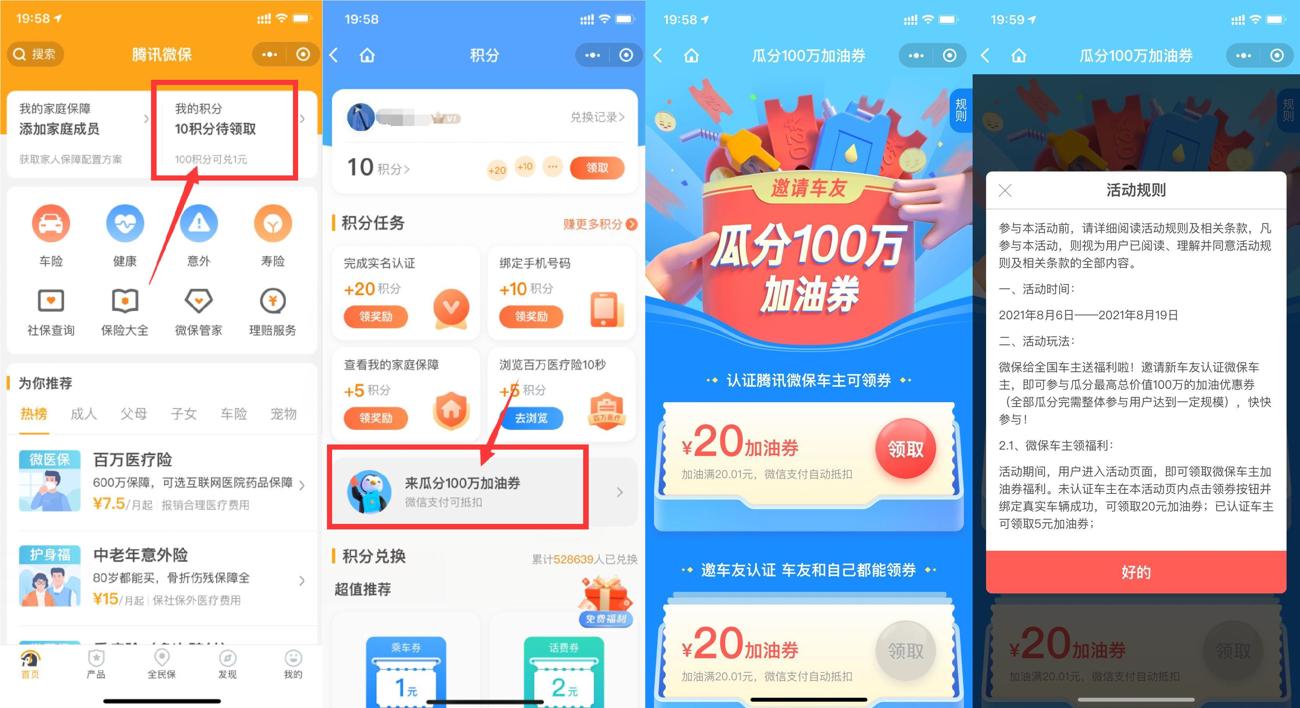 19:58
搜索
腾讯微保
我的家庭保障
添加家庭成员
获取家人保障配置方案
我的积分
10积分待领取
100积分可兑1元
车险
健康
意外
寿险
社保查询
保险大全
微保管家
理赔服务
为你推荐
热榜
成人
父母
子女
车险
宠物
微医保
百万医疗险
600万保障，可选互联网医院药品保障
¥7.5/月起 | 报销合理医疗费用
护身福
中老年意外险
80岁都能买，骨折伤残保障全
¥15/月起 | 保社保外医疗费用
首页
产品
全民保
发现
我的
19:58
积分
V1
兑换记录>
10积分>
+20
+10
领取
积分任务
赚更多积分
完成实名认证
+20积分
领奖励
绑定手机号码
+10积分
领奖励
查看我的家庭保障
+5积分
领奖励
浏览百万医疗险10秒
+5积分
去浏览
百万医疗
来瓜分100万加油券
微信支付可抵扣
积分兑换
累计528639人已兑换
超值推荐
免费福利
乘车券
1元
话费券
2元
19:58
瓜分100万加油券
规则
邀请车友
瓜分100万
加油券
认证腾讯微保车主可领券
¥20加油券
加油满20.01元，微信支付自动抵扣
领取
邀车友认证 车友和自己都能领券
¥20加油券
加油满20.01元，微信支付自动抵扣
领取
19:59
瓜分100万加油券
规则
活动规则
参与本活动前，请详细阅读活动规则及相关条款，凡
参与本活动，则视为用户已阅读、理解并同意活动规
则及相关条款的全部内容。
一、活动时间：
2021年8月6日——2021年8月19日
二、活动玩法：
微保给全国车主送福利啦！邀请新车友认证微保车
主，即可参与瓜分最高总价值100万的加油优惠券
（全部瓜分完需整体参与用户达到一定规模），快快
参与！
2.1、微保车主领福利：
活动期间，用户进入活动页面，即可领取微保车主加
油券福利。未认证车主在本活动页内点击领券按钮并
绑定真实车辆成功，可领取20元加油券；已认证车主
可领取5元加油券；
好的
¥20加油券
加油满20.01元，微信支付自动抵扣
领取